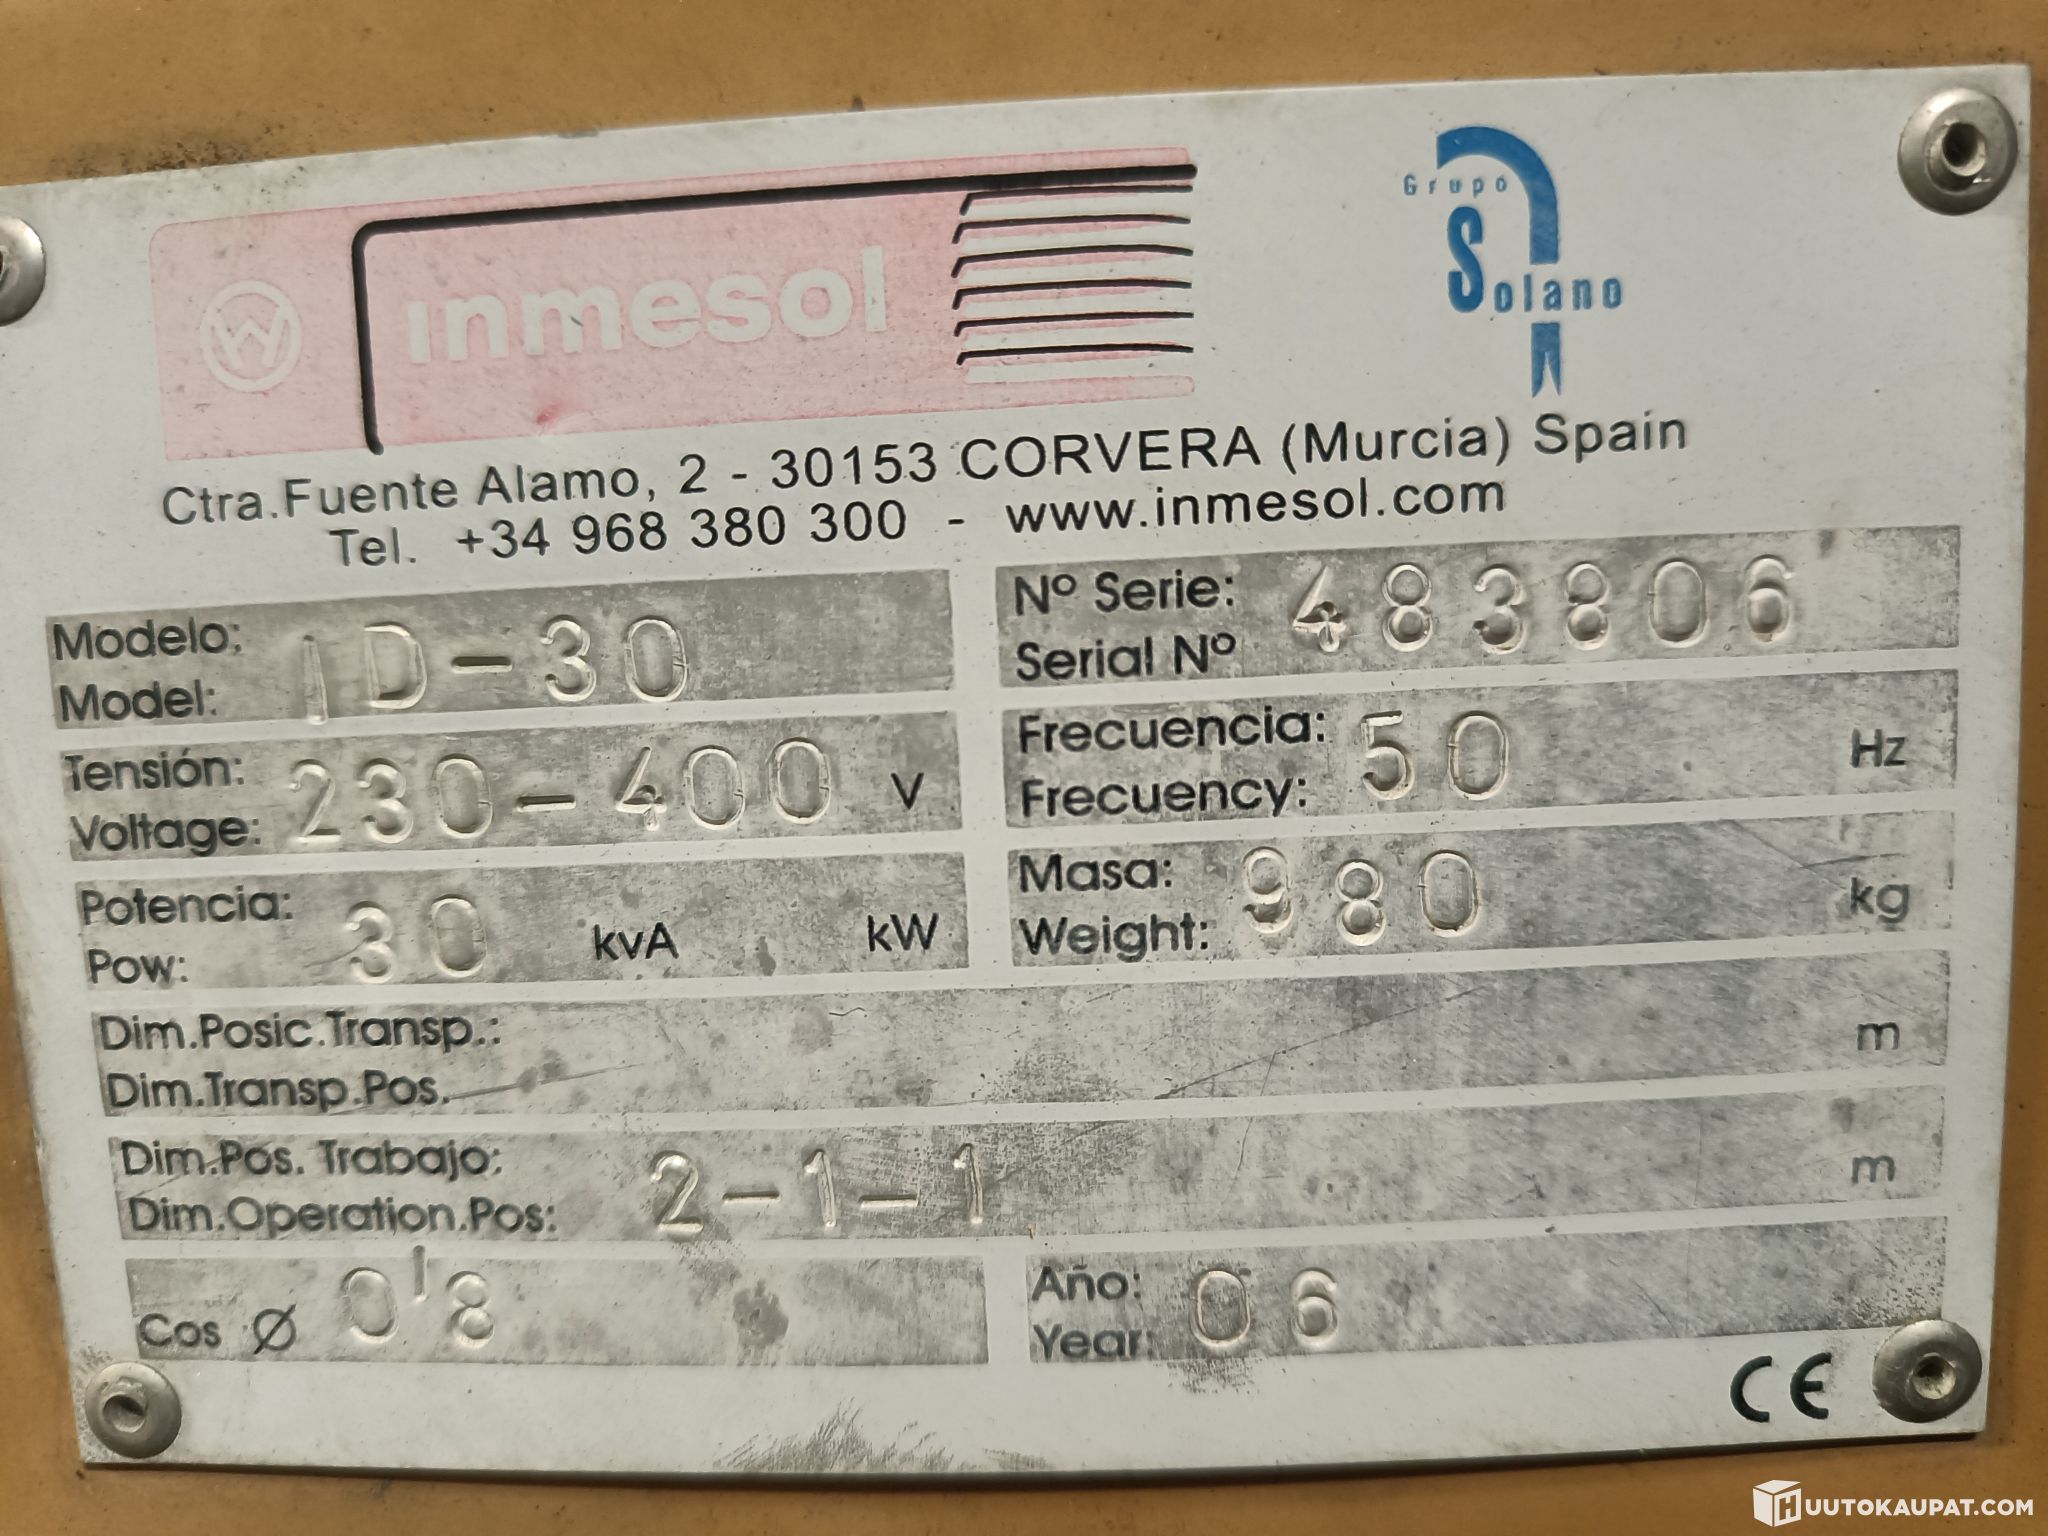 inmesol
Grupo
Solano
Ctra.Fuente Alamo, 2 - 30153 CORVERA (Murcia) Spain
Tel. +34 968 380 300 - www.inmesol.com
Modelo:
Model: ID-30
Nº Serie: 483806
Serial Nº
Tensión:
Voltage: 230-400 V
Frecuencia: 50 Hz
Frecuency:
Potencia:
Pow: 30 kvA kW
Masa: 980 kg
Weight:
Dim.Posic.Transp.: m
Dim.Transp.Pos.
Dim.Pos. Trabajo: 2-1-1 m
Dim.Operation.Pos:
Cos Ø 0'8
Año: 06
Year:
CE
HUUTOKAUPAT.COM